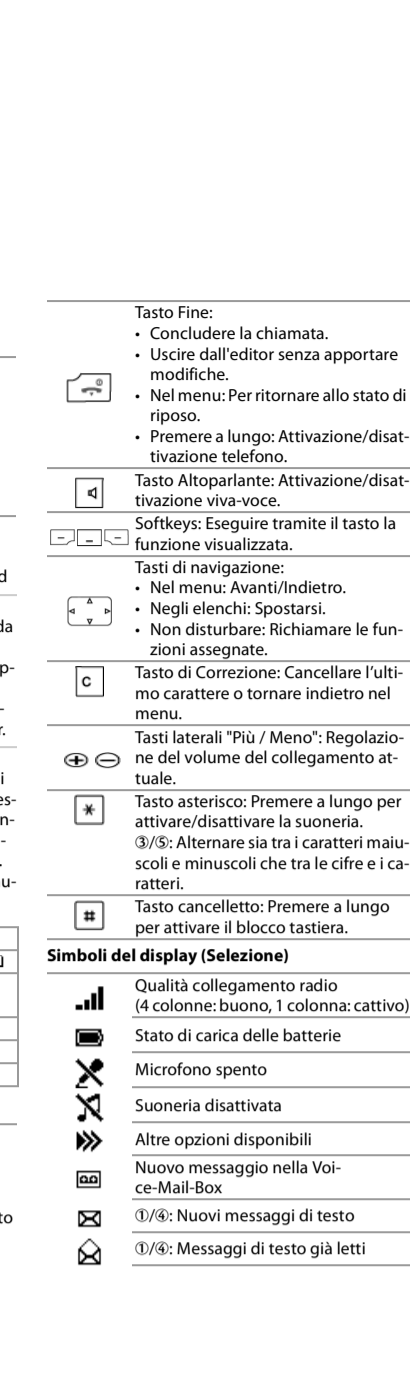 Tasto Fine:
• Concludere la chiamata.
• Uscire dall'editor senza apportare
modifiche.
• Nel menu: Per ritornare allo stato di
riposo.
• Premere a lungo: Attivazione/disat-
tivazione telefono.
Tasto Altoparlante: Attivazione/disat-
tivazione viva-voce.
Softkeys: Eseguire tramite il tasto la
funzione visualizzata.
Tasti di navigazione:
• Nel menu: Avanti/Indietro.
• Negli elenchi: Spostarsi.
• Non disturbare: Richiamare le fun-
zioni assegnate.
C
Tasto di Correzione: Cancellare l'ulti-
mo carattere o tornare indietro nel
menu.
Tasti laterali "Più / Meno": Regolazio-
ne del volume del collegamento at-
tuale.
*
Tasto asterisco: Premere a lungo per
attivare/disattivare la suoneria.
③/⑤: Alternare sia tra i caratteri maiu-
scoli e minuscoli che tra le cifre e i ca-
ratteri.
#
Tasto cancelletto: Premere a lungo
per attivare il blocco tastiera.
Simboli del display (Selezione)
Qualità collegamento radio
(4 colonne: buono, 1 colonna: cattivo)
Stato di carica delle batterie
Microfono spento
Suoneria disattivata
Altre opzioni disponibili
Nuovo messaggio nella Voi-
ce-Mail-Box
①/④: Nuovi messaggi di testo
①/④: Messaggi di testo già letti